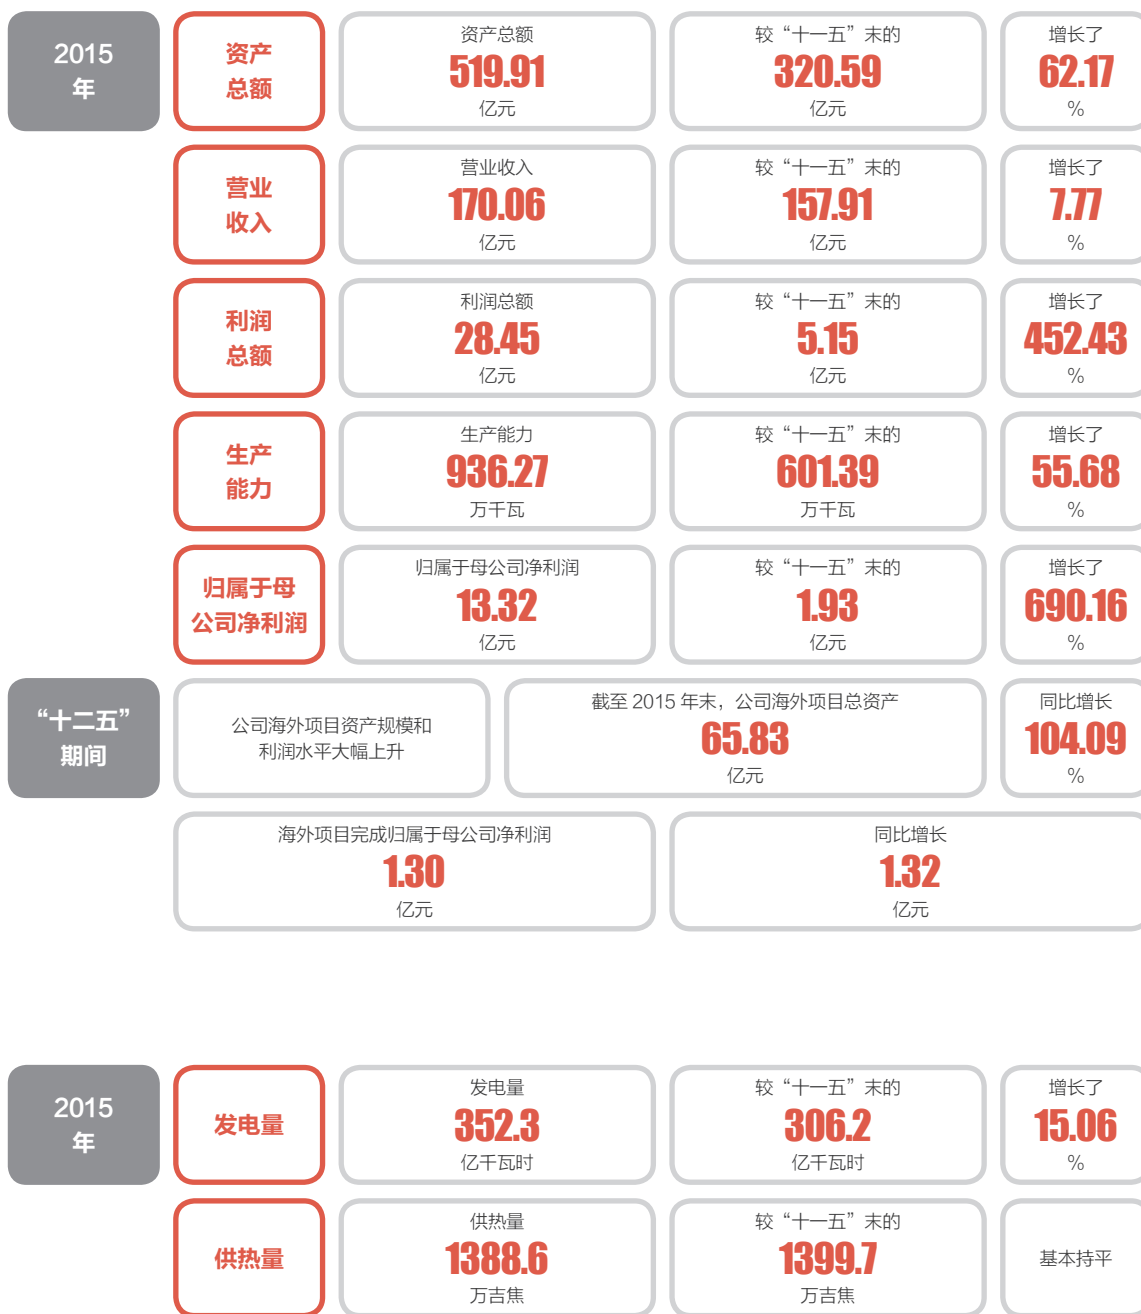 2015
年
资产
总额
资产总额
519.91
亿元
较“十一五”末的
320.59
亿元
增长了
62.17
%
营业
收入
营业收入
170.06
亿元
较“十一五”末的
157.91
亿元
增长了
7.77
%
利润
总额
利润总额
28.45
亿元
较“十一五”末的
5.15
亿元
增长了
452.43
%
生产
能力
生产能力
936.27
万千瓦
较“十一五”末的
601.39
万千瓦
增长了
55.68
%
归属于母
公司净利润
归属于母公司净利润
13.32
亿元
较“十一五”末的
1.93
亿元
增长了
690.16
%
“十二五”
期间
公司海外项目资产规模和
利润水平大幅上升
截至 2015 年末，公司海外项目总资产
65.83
亿元
同比增长
104.09
%
海外项目完成归属于母公司净利润
1.30
亿元
同比增长
1.32
亿元
2015
年
发电量
发电量
352.3
亿千瓦时
较“十一五”末的
306.2
亿千瓦时
增长了
15.06
%
供热量
供热量
1388.6
万吉焦
较“十一五”末的
1399.7
万吉焦
基本持平